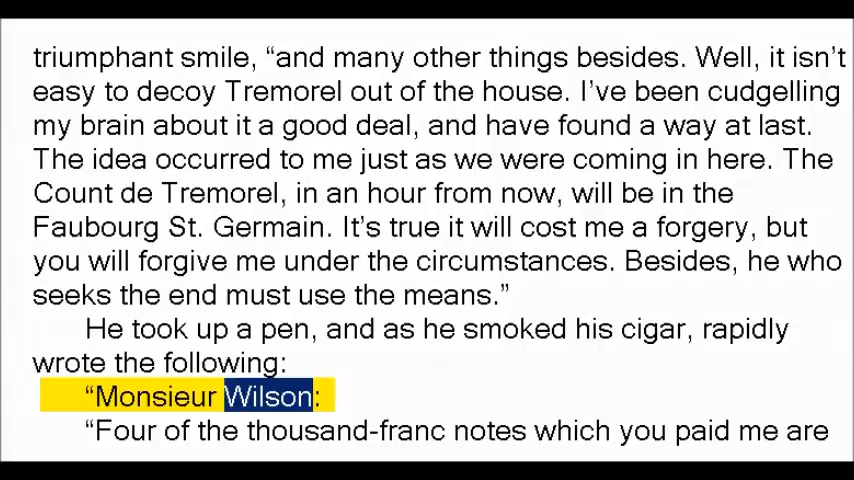 triumphant smile, “and many other things besides. Well, it isn’t
easy to decoy Tremorel out of the house. I’ve been cudgelling
my brain about it a good deal, and have found a way at last.
The idea occurred to me just as we were coming in here. The
Count de Tremorel, in an hour from now, will be in the
Faubourg St. Germain. It’s true it will cost me a forgery, but
you will forgive me under the circumstances. Besides, he who
seeks the end must use the means.”
He took up a pen, and as he smoked his cigar, rapidly
wrote the following:
“Monsieur Wilson:
“Four of the thousand-franc notes which you paid me are